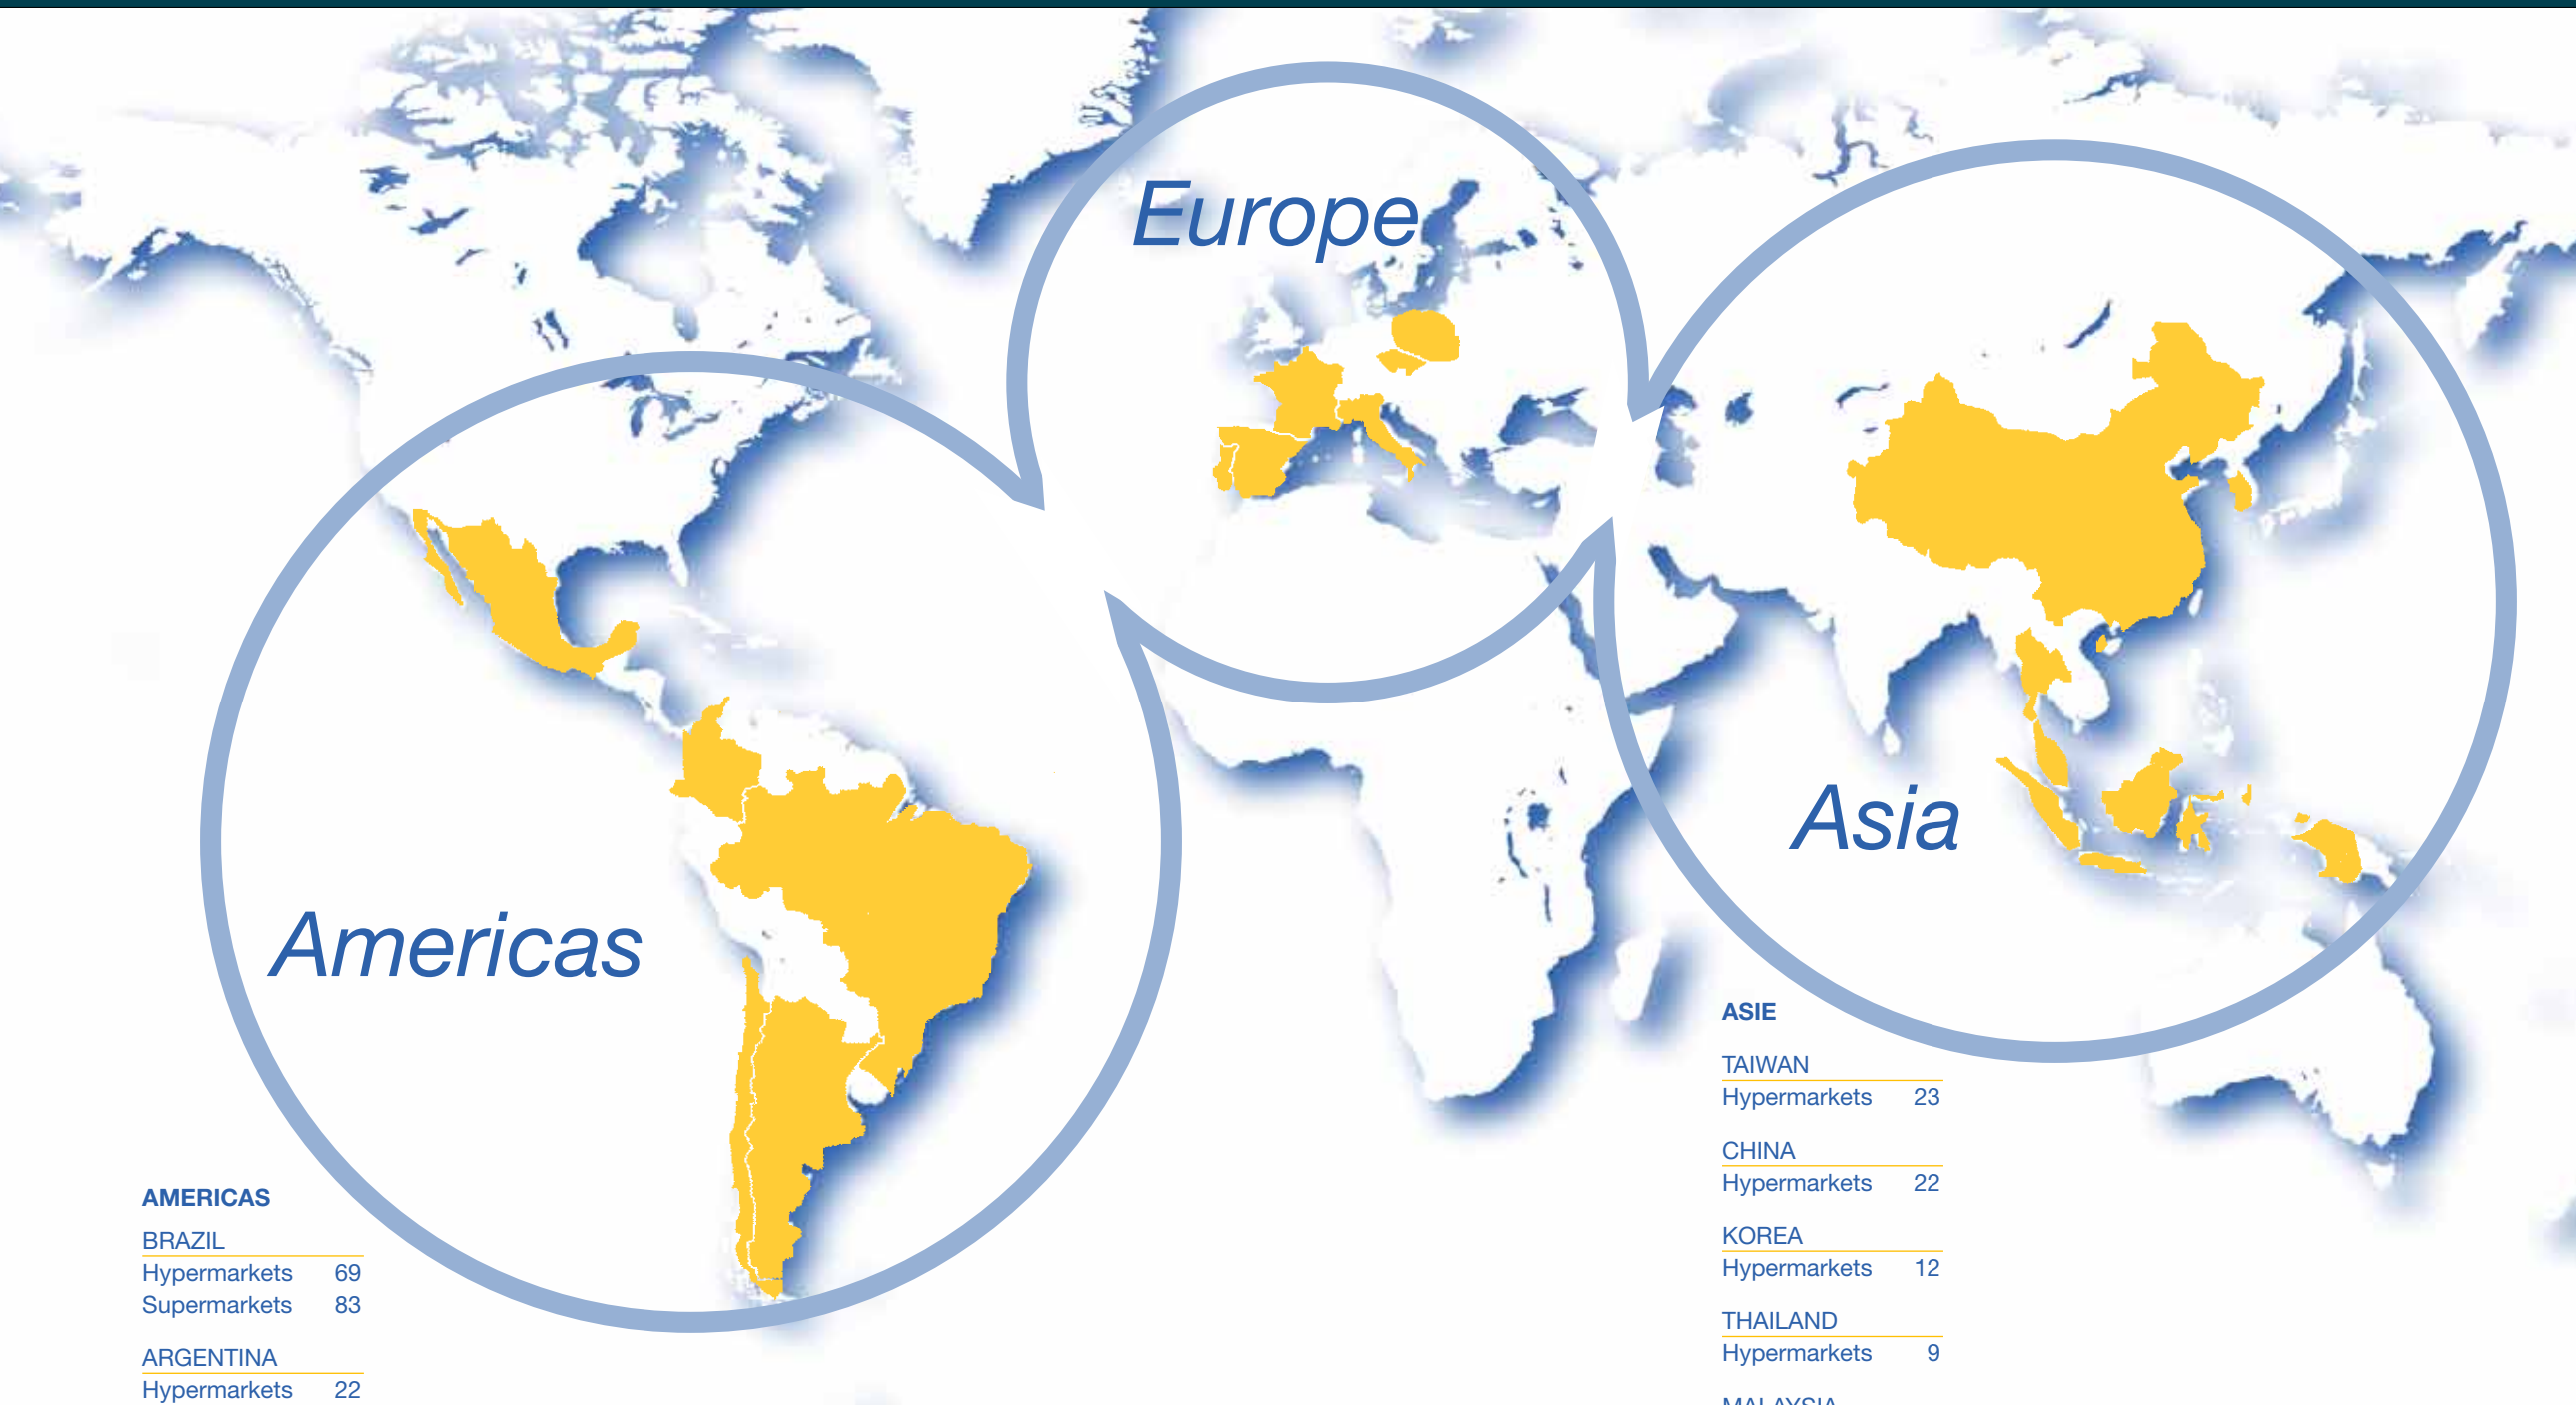 Europe
Americas
Asia
AMERICAS
BRAZIL
Hypermarkets 69
Supermarkets 83
ARGENTINA
Hypermarkets 22
ASIE
TAIWAN
Hypermarkets 23
CHINA
Hypermarkets 22
KOREA
Hypermarkets 12
THAILAND
Hypermarkets 9
MALAYSIA